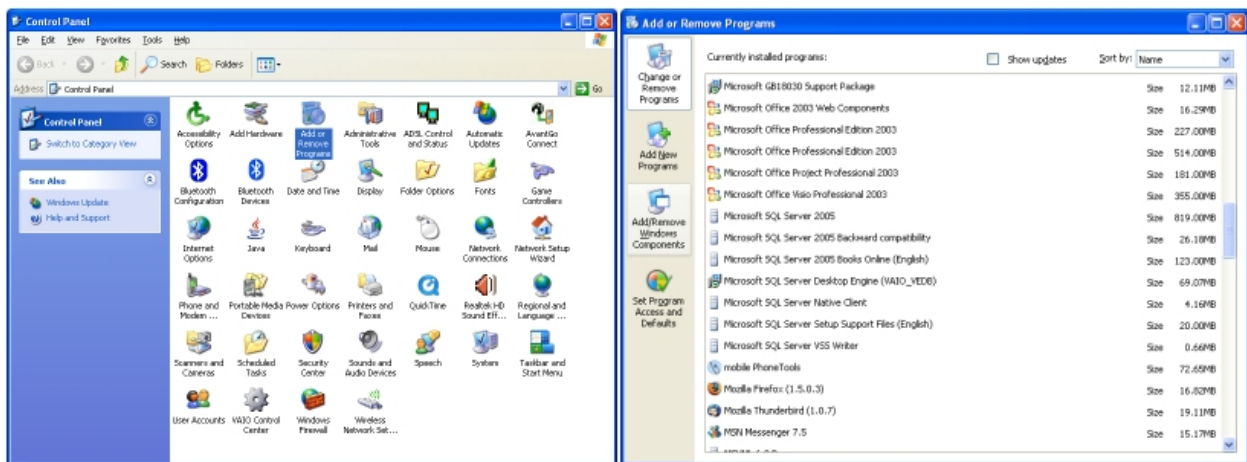 Control Panel
File Edit View Favorites Tools Help
Back Search Folders
Address Control Panel Go
Control Panel
Switch to Category View
See Also
Windows Update
Help and Support
Accessibility Options
Add Hardware
Add or Remove Programs
Administrative Tools
ADSL Control and Status
Automatic Updates
AvantGo Connect
Bluetooth Configuration
Bluetooth Devices
Date and Time
Display
Folder Options
Fonts
Game Controllers
Internet Options
Java
Keyboard
Mail
Mouse
Network Connections
Network Setup Wizard
Phone and Modem ...
Portable Media Devices
Power Options
Printers and Faxes
QuickTime
Realtek HD Sound Eff...
Regional and Language ...
Scanners and Cameras
Scheduled Tasks
Security Center
Sounds and Audio Devices
Speech
System
Taskbar and Start Menu
User Accounts
VAIO Control Center
Windows Firewall
Wireless Network Set...
Add or Remove Programs
Change or Remove Programs
Add New Programs
Add/Remove Windows Components
Set Program Access and Defaults
Currently installed programs: Show updates Sort by: Name
Microsoft GB18030 Support Package Size 12.11MB
Microsoft Office 2003 Web Components Size 16.29MB
Microsoft Office Professional Edition 2003 Size 227.00MB
Microsoft Office Professional Edition 2003 Size 514.00MB
Microsoft Office Project Professional 2003 Size 181.00MB
Microsoft Office Visio Professional 2003 Size 355.00MB
Microsoft SQL Server 2005 Size 819.00MB
Microsoft SQL Server 2005 Backward compatibility Size 26.18MB
Microsoft SQL Server 2005 Books Online (English) Size 123.00MB
Microsoft SQL Server Desktop Engine (VAIO_VEDB) Size 69.07MB
Microsoft SQL Server Native Client Size 4.16MB
Microsoft SQL Server Setup Support Files (English) Size 20.00MB
Microsoft SQL Server VSS Writer Size 0.66MB
mobile PhoneTools Size 72.65MB
Mozilla Firefox (1.5.0.3) Size 16.82MB
Mozilla Thunderbird (1.0.7) Size 19.11MB
MSN Messenger 7.5 Size 15.17MB